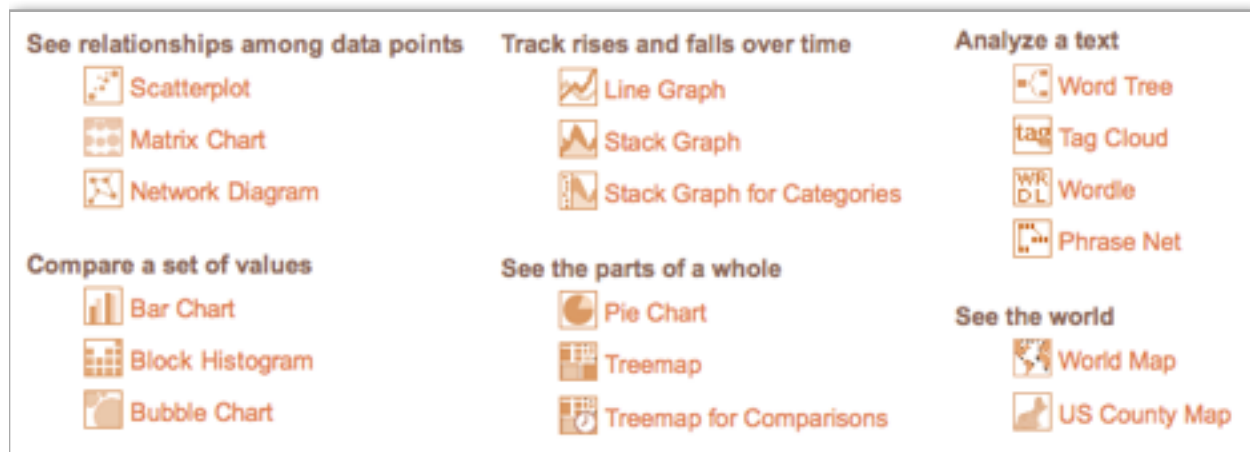 See relationships among data points
Scatterplot
Matrix Chart
Network Diagram
Compare a set of values
Bar Chart
Block Histogram
Bubble Chart
Track rises and falls over time
Line Graph
Stack Graph
Stack Graph for Categories
See the parts of a whole
Pie Chart
Treemap
Treemap for Comparisons
Analyze a text
Word Tree
tag Tag Cloud
WR
DL Wordle
Phrase Net
See the world
World Map
US County Map